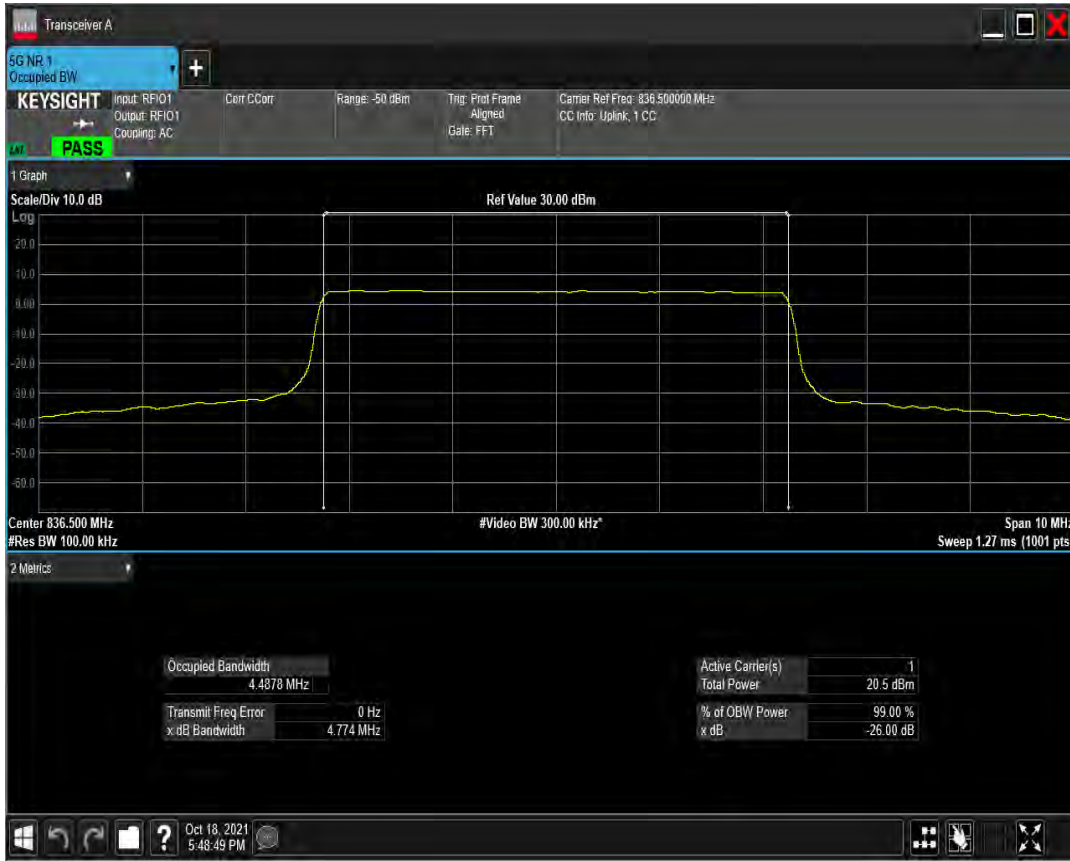 Transceiver A
5G NR 1
Occupied BW
+
KEYSIGHT
PASS
Input: RFIO1
Output: RFIO1
Coupling: AC
Corr CCorr
Range: -50 dBm
Trig: Prot Frame
Aligned
Gate: FFT
Carrier Ref Freq: 836.500000 MHz
CC Info: Uplink, 1 CC
1 Graph
Scale/Div 10.0 dB
Ref Value 30.00 dBm
Log
20.0
10.0
0.00
-10.0
-20.0
-30.0
-40.0
-50.0
-60.0
Center 836.500 MHz
#Video BW 300.00 kHz*
Span 10 MHz
#Res BW 100.00 kHz
Sweep 1.27 ms (1001 pts
2 Metrics
Occupied Bandwidth
4.4878 MHz
Transmit Freq Error 0 Hz
x dB Bandwidth 4.774 MHz
Active Carrier(s) 1
Total Power 20.5 dBm
% of OBW Power 99.00 %
x dB -26.00 dB
?
Oct 18, 2021
5:48:49 PM